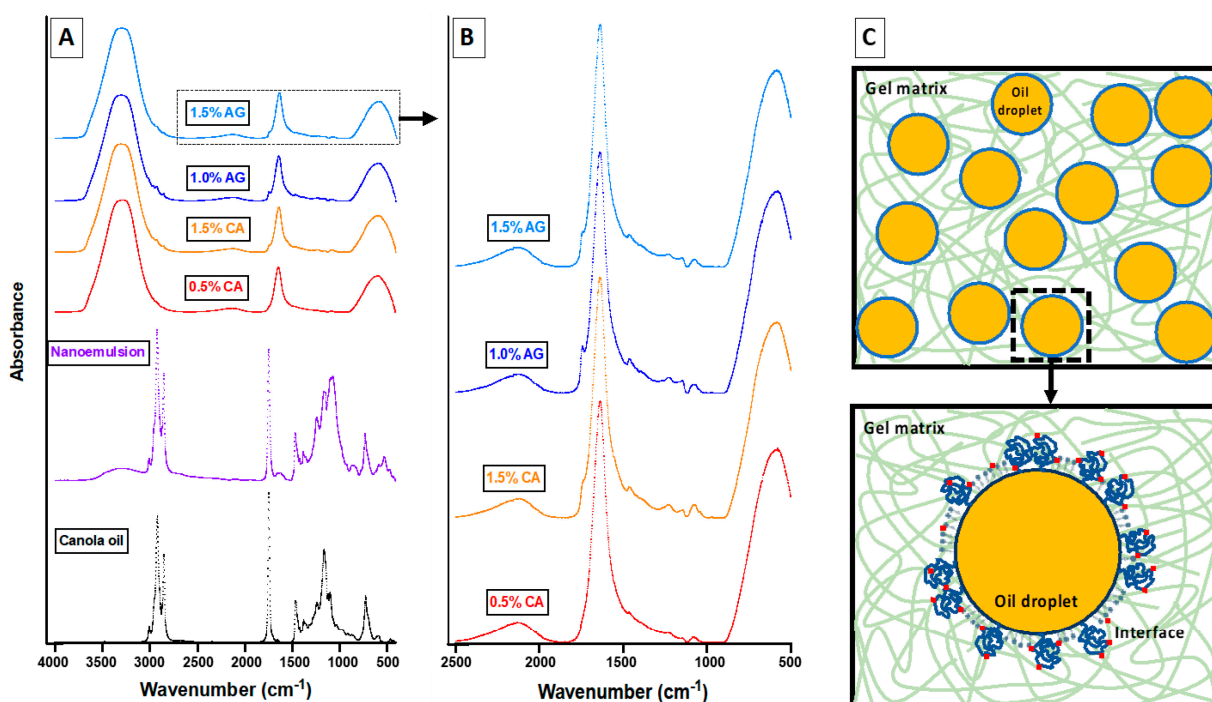 A
1.5% AG
1.0% AG
1.5% CA
0.5% CA
Nanoemulsion
Canola oil
Absorbance
4000 3500 3000 2500 2000 1500 1000 500
Wavenumber (cm⁻¹)
B
1.5% AG
1.0% AG
1.5% CA
0.5% CA
2500 2000 1500 1000 500
Wavenumber (cm⁻¹)
C
Gel matrix
Oil
droplet
Gel matrix
Oil droplet
Interface